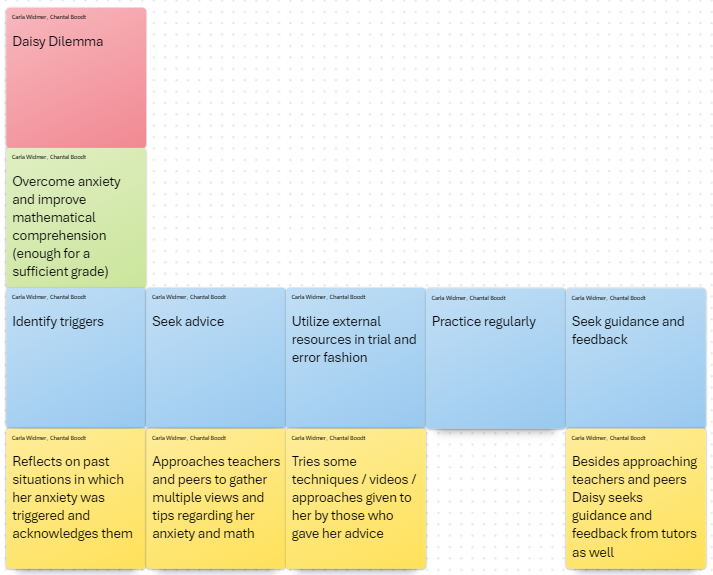 Carla Widmer, Chantal Boodt
Daisy Dilemma
Carla Widmer, Chantal Boodt
Overcome anxiety
and improve
mathematical
comprehension
(enough for a
sufficient grade)
Carla Widmer, Chantal Boodt
Identify triggers
Carla Widmer, Chantal Boodt
Seek advice
Carla Widmer, Chantal Boodt
Utilize external
resources in trial and
error fashion
Carla Widmer, Chantal Boodt
Practice regularly
Carla Widmer, Chantal Boodt
Seek guidance and
feedback
Carla Widmer, Chantal Boodt
Reflects on past
situations in which
her anxiety was
triggered and
acknowledges them
Carla Widmer, Chantal Boodt
Approaches teachers
and peers to gather
multiple views and
tips regarding her
anxiety and math
Carla Widmer, Chantal Boodt
Tries some
techniques / videos /
approaches given to
her by those who
gave her advice
Carla Widmer, Chantal Boodt
Besides approaching
teachers and peers
Daisy seeks
guidance and
feedback from tutors
as well